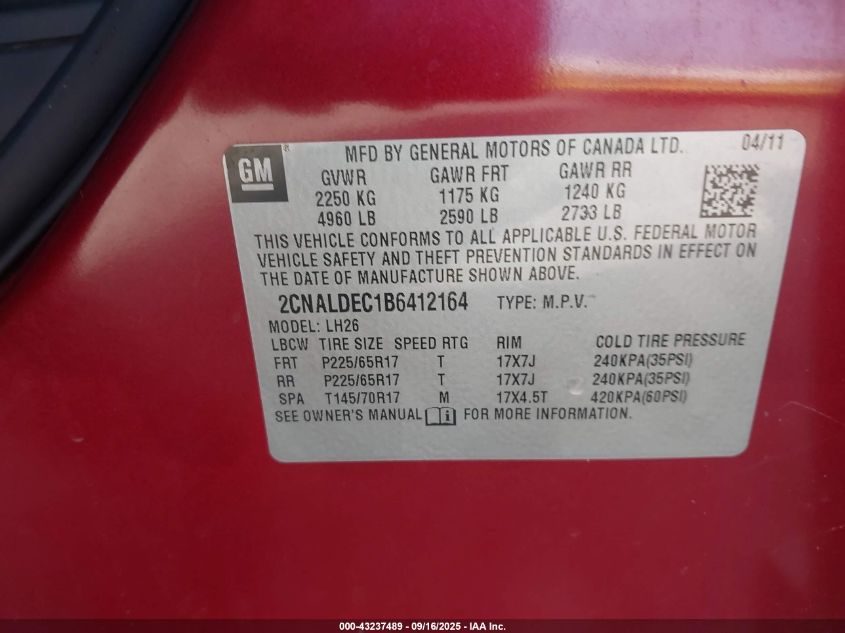 GM
MFD BY GENERAL MOTORS OF CANADA LTD. 04/11
GVWR GAWR FRT GAWR RR
2250 KG 1175 KG 1240 KG
4960 LB 2590 LB 2733 LB
THIS VEHICLE CONFORMS TO ALL APPLICABLE U.S. FEDERAL MOTOR
VEHICLE SAFETY AND THEFT PREVENTION STANDARDS IN EFFECT ON
THE DATE OF MANUFACTURE SHOWN ABOVE.
2CNALDEC1B6412164 TYPE: M.P.V.
MODEL: LH26
LBCW TIRE SIZE SPEED RTG RIM COLD TIRE PRESSURE
FRT P225/65R17 T 17X7J 240KPA(35PSI)
RR P225/65R17 T 17X7J 240KPA(35PSI)
SPA T145/70R17 M 17X4.5T 420KPA(60PSI)
SEE OWNER'S MANUAL FOR MORE INFORMATION.
000-43237489 - 09/16/2025 - IAA Inc.